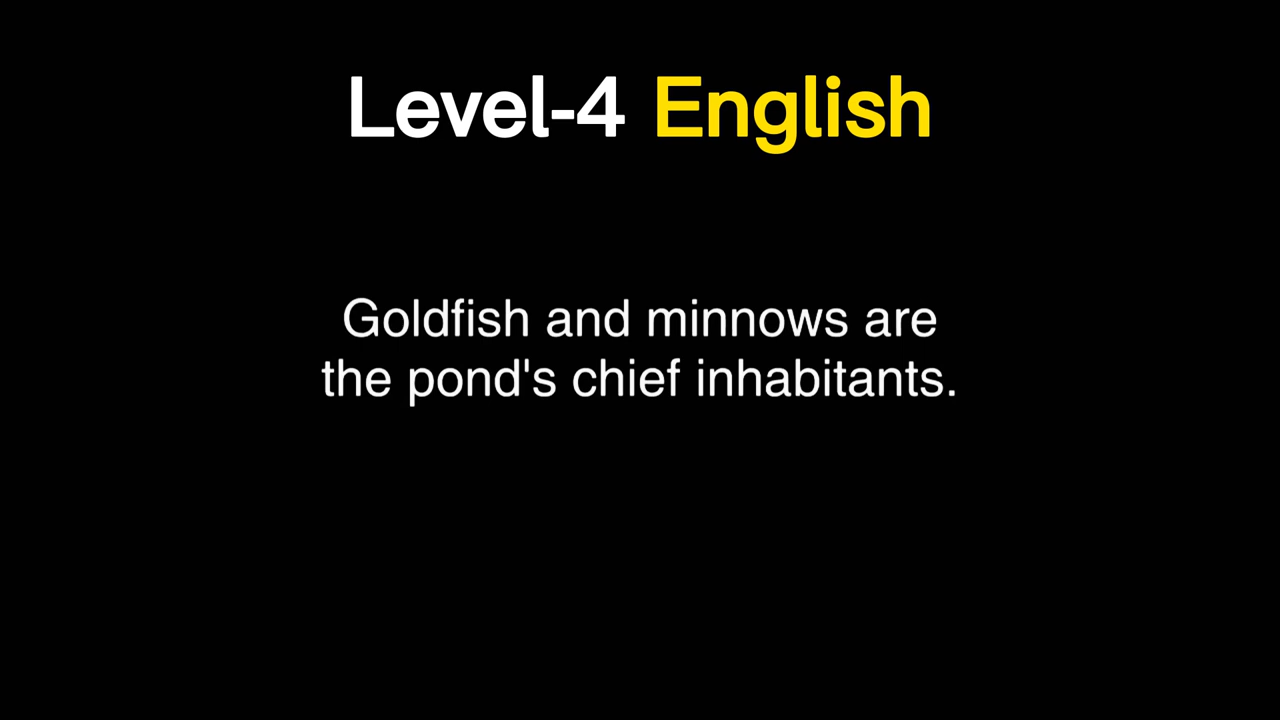 Level-4 English
Goldfish and minnows are
the pond's chief inhabitants.